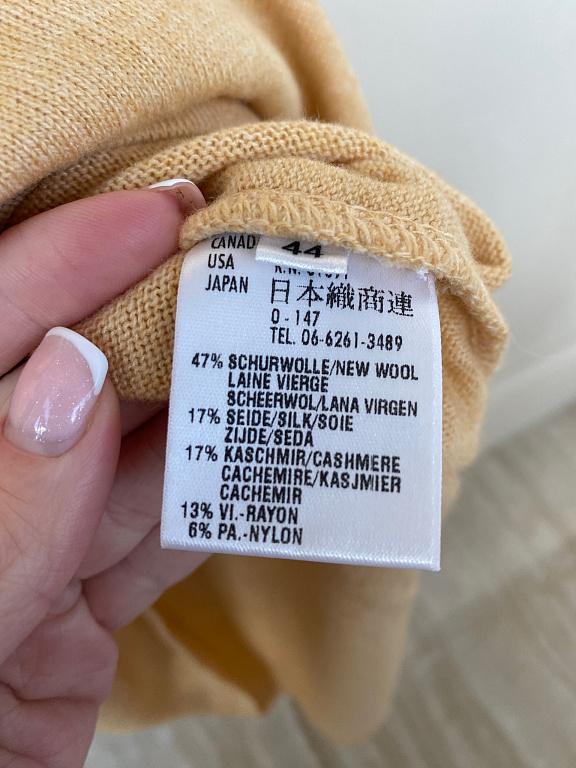 CANAD
44
USA
JAPAN
日本織商連
0-147
TEL. 06-6261-3489
47% SCHURWOLLE/NEW WOOL
LAINE VIERGE
SCHEERWOL/LANA VIRGEN
17% SEIDE/SILK/SOIE
ZIJDE/SEDA
17% KASCHMIR/CASHMERE
CACHEMIRE/KASJMIER
CACHEMIR
13% VI.-RAYON
6% PA.-NYLON